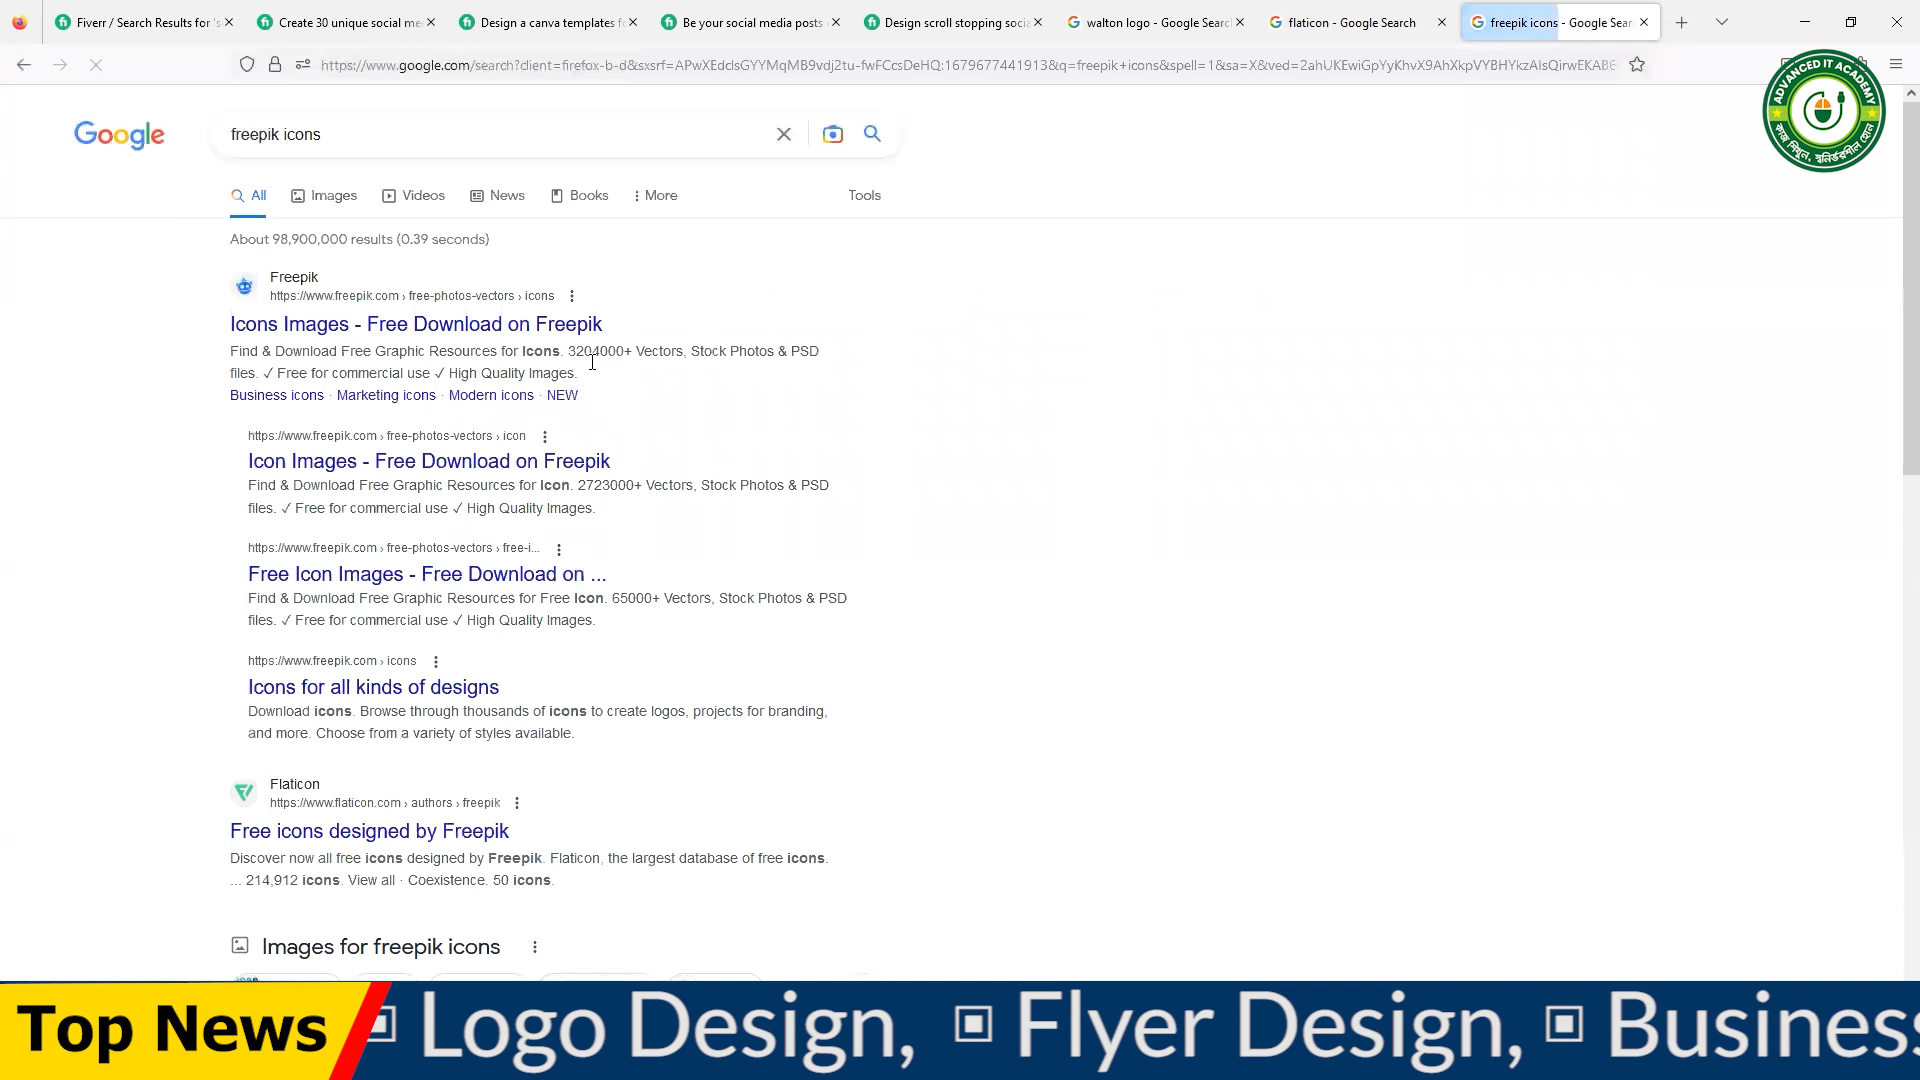 Fiverr / Search Results for 's
Create 30 unique social me
Design a canva templates fo
Be your social media posts
Design scroll stopping socia
walton logo - Google Search
flaticon - Google Search
freepik icons - Google Sear
https://www.google.com/search?client=firefox-b-d&sxsrf=APwXEdclsGYYMqMB9vdj2tu-fwFCcsDeHQ:1679677441913&q=freepik+icons&spell=1&sa=X&ved=2ahUKEwiGpYyKhvX9AhXkpVYBHYkzAIsQirwEKAB6
ADVANCED IT ACADEMY
কাজ শিখুন, স্বনির্ভরশীল হোন
Google
freepik icons
All
Images
Videos
News
Books
More
Tools
About 98,900,000 results (0.39 seconds)
Freepik
https://www.freepik.com › free-photos-vectors › icons
Icons Images - Free Download on Freepik
Find & Download Free Graphic Resources for Icons. 3204000+ Vectors, Stock Photos & PSD
files. ✓ Free for commercial use ✓ High Quality Images.
Business icons · Marketing icons · Modern icons · NEW
https://www.freepik.com › free-photos-vectors › icon
Icon Images - Free Download on Freepik
Find & Download Free Graphic Resources for Icon. 2723000+ Vectors, Stock Photos & PSD
files. ✓ Free for commercial use ✓ High Quality Images.
https://www.freepik.com › free-photos-vectors › free-i...
Free Icon Images - Free Download on ...
Find & Download Free Graphic Resources for Free Icon. 65000+ Vectors, Stock Photos & PSD
files. ✓ Free for commercial use ✓ High Quality Images.
https://www.freepik.com › icons
Icons for all kinds of designs
Download icons. Browse through thousands of icons to create logos, projects for branding,
and more. Choose from a variety of styles available.
Flaticon
https://www.flaticon.com › authors › freepik
Free icons designed by Freepik
Discover now all free icons designed by Freepik. Flaticon, the largest database of free icons.
... 214,912 icons. View all · Coexistence. 50 icons.
Images for freepik icons
Top News
Logo Design, Flyer Design, Business